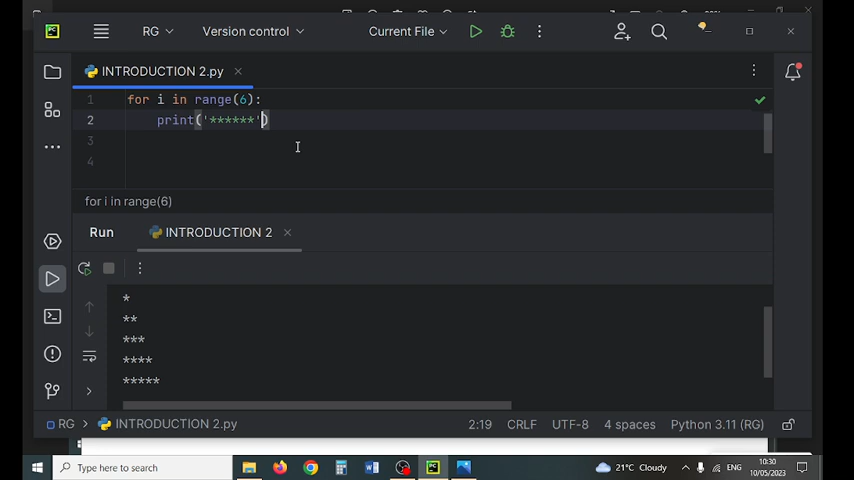 RG
Version control
Current File
INTRODUCTION 2.py
1 for i in range(6):
2 print('******')
3
4
for i in range(6)
Run
INTRODUCTION 2
*
**
***
****
*****
RG
INTRODUCTION 2.py
2:19
CRLF
UTF-8
4 spaces
Python 3.11 (RG)
Type here to search
21°C Cloudy
ENG
10:30
10/05/2023